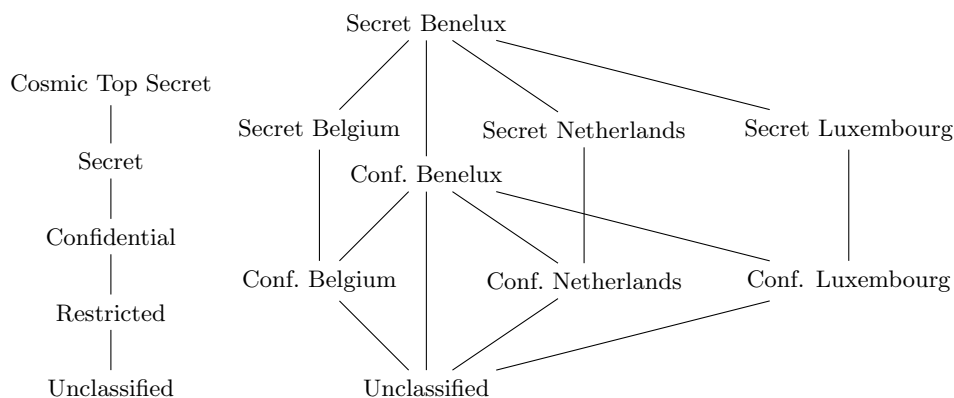 Secret Benelux
Cosmic Top Secret
Secret Belgium
Secret Netherlands
Secret Luxembourg
Secret
Conf. Benelux
Confidential
Conf. Belgium
Conf. Netherlands
Conf. Luxembourg
Restricted
Unclassified
Unclassified